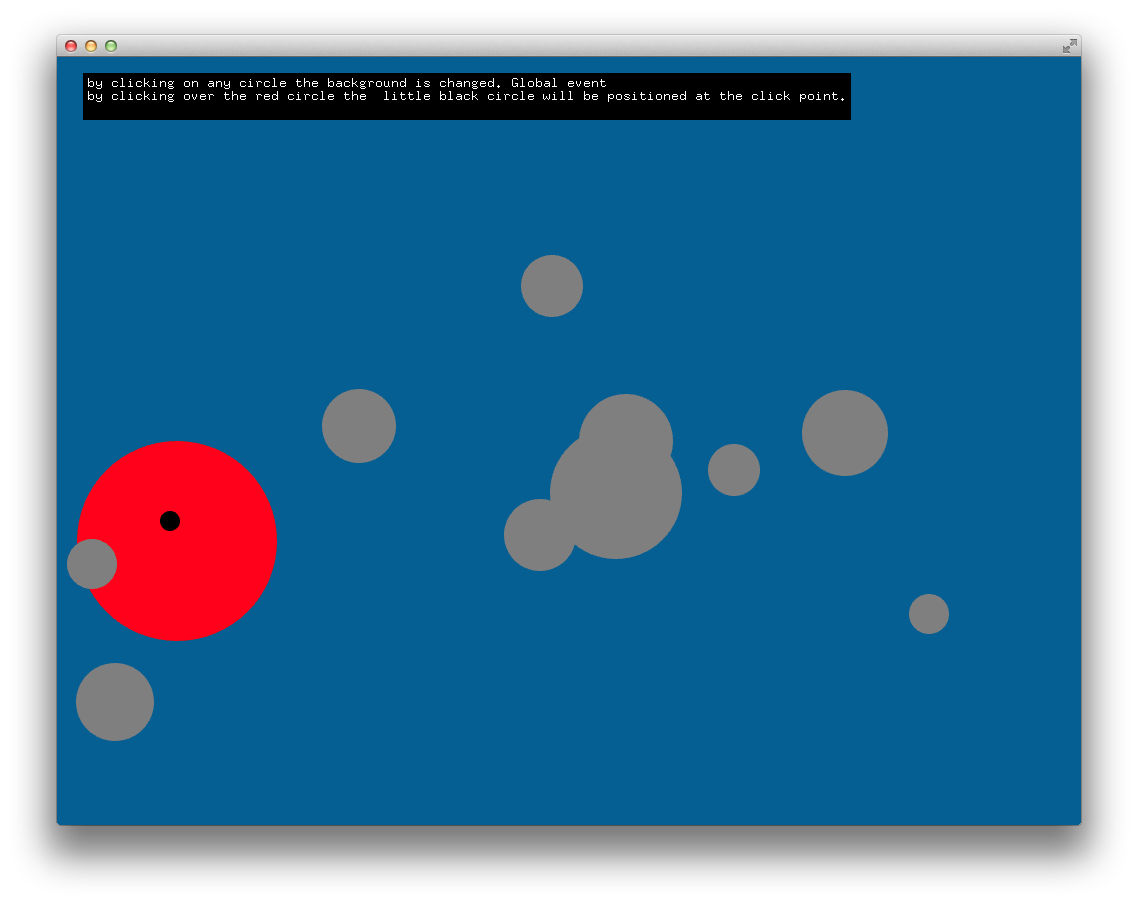 by clicking on any circle the background is changed. Global event
by clicking over the red circle the  little black circle will be positioned at the click point.